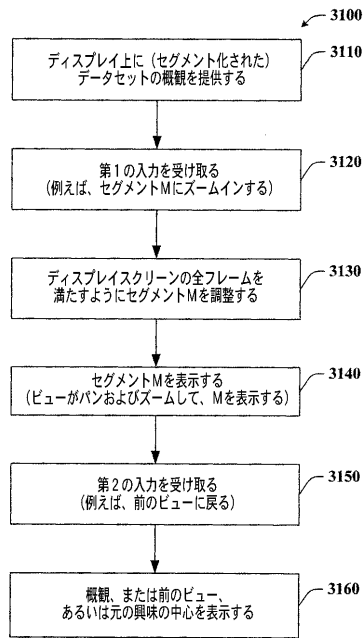 3100
ディスプレイ上に(セグメント化された)
データセットの概観を提供する
3110
第1の入力を受け取る
(例えば、セグメントMにズームインする)
3120
ディスプレイスクリーンの全フレームを
満たすようにセグメントMを調整する
3130
セグメントMを表示する
(ビューがパンおよびズームして、Mを表示する)
3140
第2の入力を受け取る
(例えば、前のビューに戻る)
3150
概観、または前のビュー、
あるいは元の興味の中心を表示する
3160